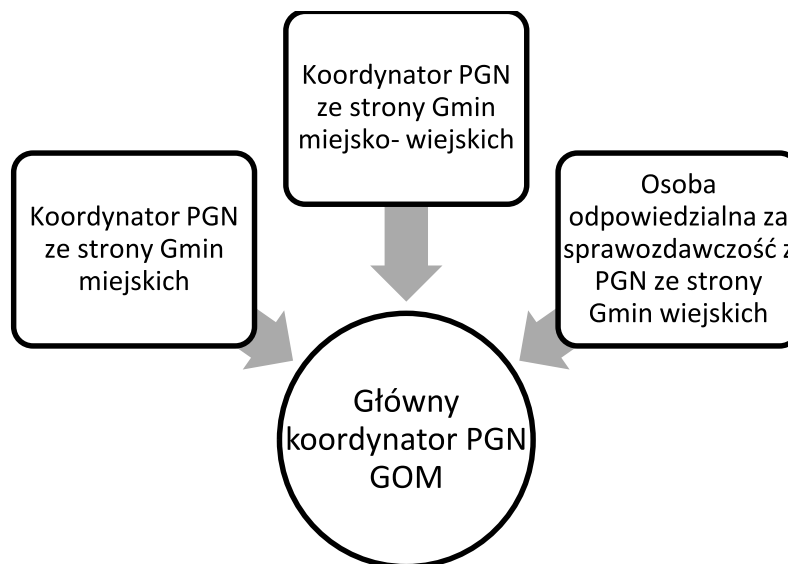 Koordynator PGN
ze strony Gmin
miejsko- wiejskich
Koordynator PGN
ze strony Gmin
miejskich
Osoba
odpowiedzialna za
sprawozdawczość z
PGN ze strony
Gmin wiejskich
Główny
koordynator PGN
GOM